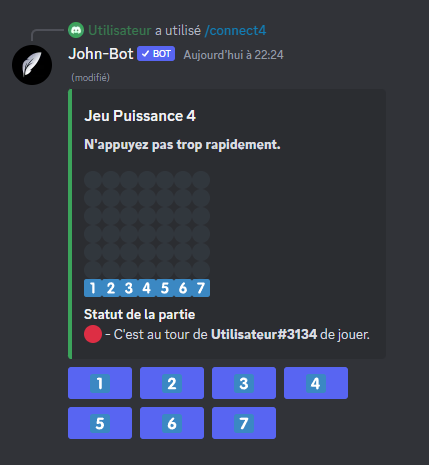 Utilisateur a utilisé /connect4
John-Bot BOT Aujourd'hui à 22:24
(modifié)
Jeu Puissance 4
N'appuyez pas trop rapidement.
1 2 3 4 5 6 7
Statut de la partie
- C'est au tour de Utilisateur#3134 de jouer.
1 2 3 4
5 6 7